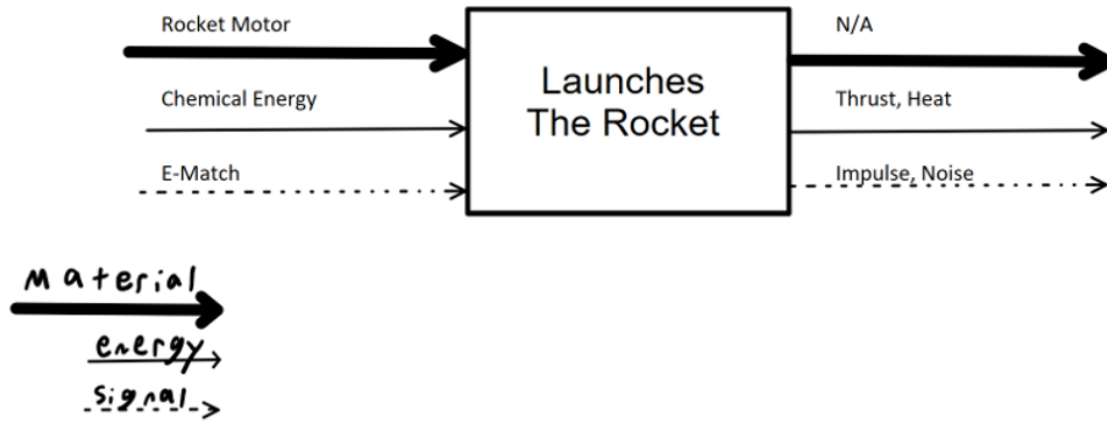 Rocket Motor
N/A
Launches
The Rocket
Chemical Energy
Thrust, Heat
E-Match
Impulse, Noise
Material
energy
signal